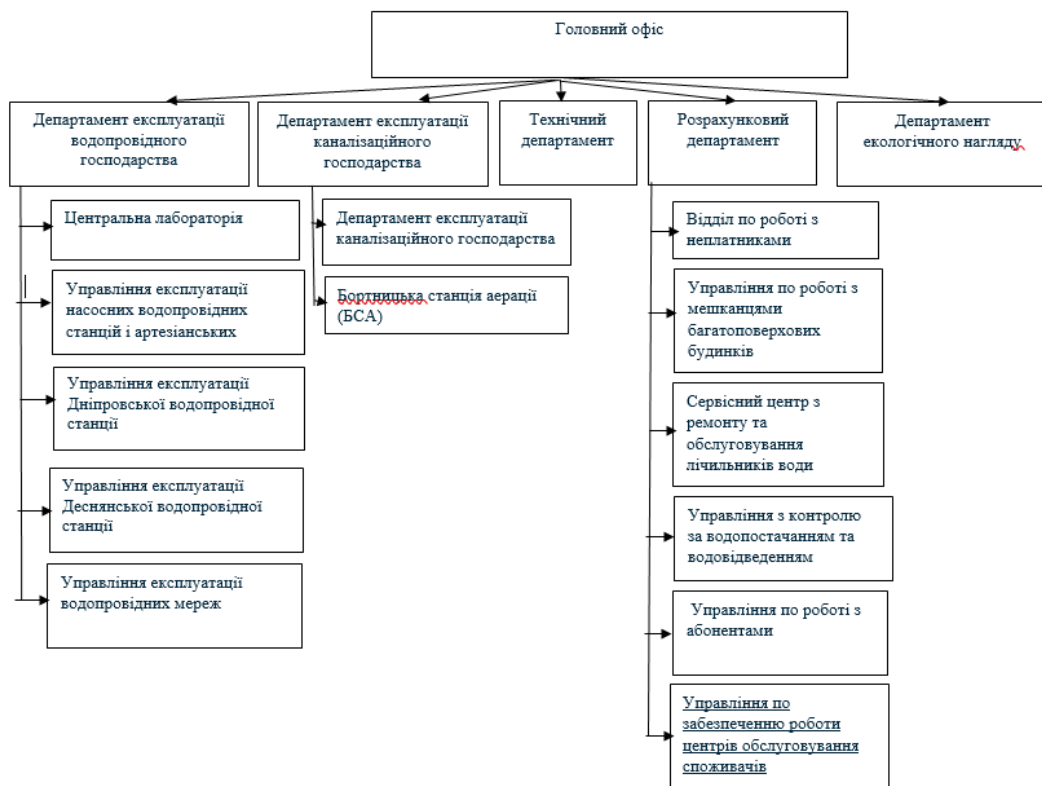 Головний офіс
Департамент експлуатації
водопровідного
господарства
Департамент експлуатації
каналізаційного
господарства
Технічний
департамент
Розрахунковий
департамент
Департамент
екологічного нагляду
Центральна лабораторія
Управління експлуатації
насосних водопровідних
станцій і артезіанських
Управління експлуатації
Дніпровської водопровідної
станції
Управління експлуатації
Деснянської водопровідної
станції
Управління експлуатації
водопровідних мереж
Департамент експлуатації
каналізаційного господарства
Бортницька станція аерації
(БСА)
Відділ по роботі з
неплатниками
Управління по роботі з
мешканцями
багатоповерхових
будинків
Сервісний центр з
ремонту та
обслуговування
лічильників води
Управління з контролю
за водопостачанням та
водовідведенням
Управління по роботі з
абонентами
Управління по
забезпеченню роботи
центрів обслуговування
споживачів